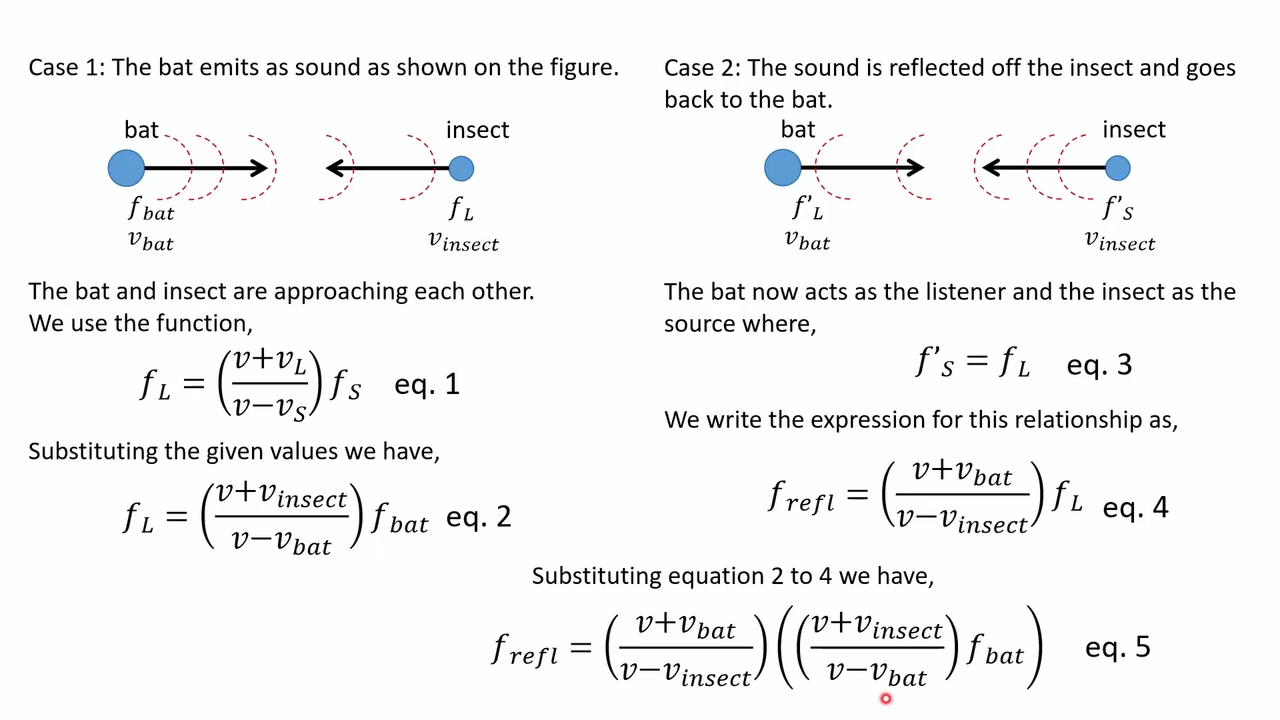 Case 1: The bat emits as sound as shown on the figure.
bat
insect
f_bat
f_L
v_bat
v_insect
The bat and insect are approaching each other.
We use the function,
f_L = ((v+v_L)/(v−v_S)) f_S eq. 1
Substituting the given values we have,
f_L = ((v+v_insect)/(v−v_bat)) f_bat eq. 2
Case 2: The sound is reflected off the insect and goes
back to the bat.
bat
insect
f'_L
f'_S
v_bat
v_insect
The bat now acts as the listener and the insect as the
source where,
f'_S = f_L eq. 3
We write the expression for this relationship as,
f_refl = ((v+v_bat)/(v−v_insect)) f_L eq. 4
Substituting equation 2 to 4 we have,
f_refl = ((v+v_bat)/(v−v_insect)) (((v+v_insect)/(v−v_bat)) f_bat) eq. 5